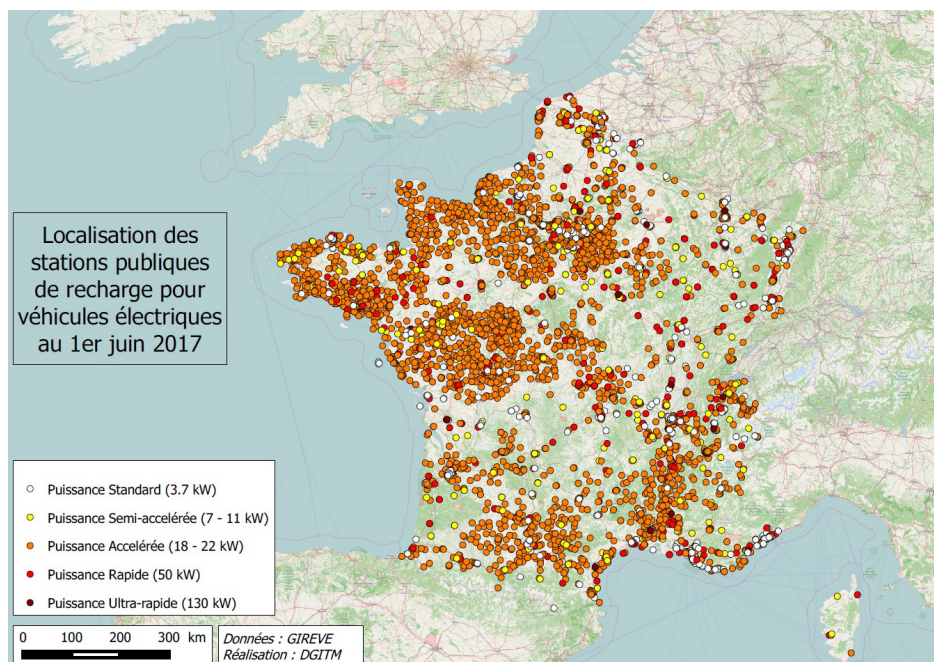 Localisation des
stations publiques
de recharge pour
véhicules électriques
au 1er juin 2017
Puissance Standard (3.7 kW)
Puissance Semi-accelérée (7 - 11 kW)
Puissance Accelérée (18 - 22 kW)
Puissance Rapide (50 kW)
Puissance Ultra-rapide (130 kW)
0 100 200 300 km
Données : GIREVE
Réalisation : DGITM